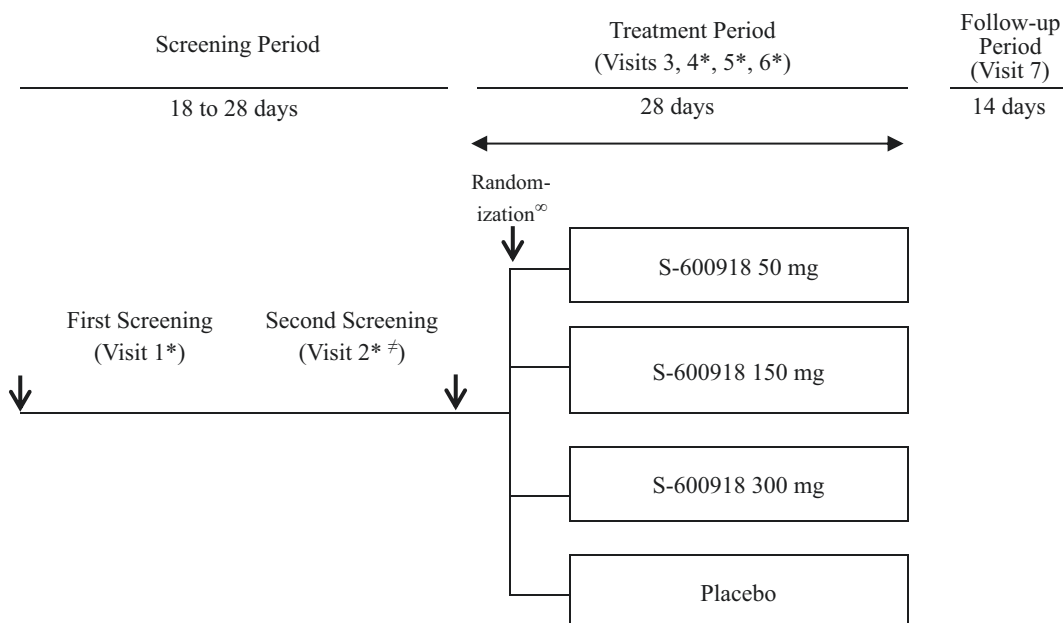 Screening Period
Treatment Period
(Visits 3, 4*, 5*, 6*)
Follow-up
Period
(Visit 7)
18 to 28 days
28 days
14 days
Random-
ization∞
S-600918 50 mg
First Screening
(Visit 1*)
Second Screening
(Visit 2* ≠)
S-600918 150 mg
S-600918 300 mg
Placebo